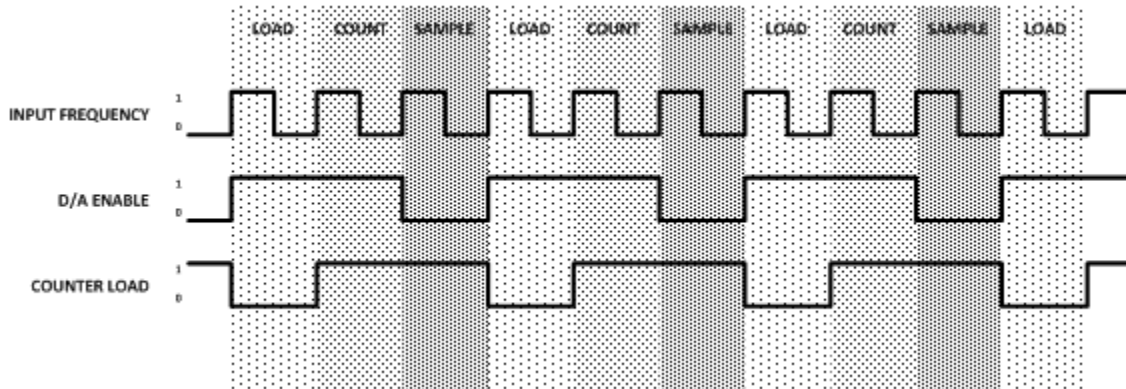 LOAD COUNT SAMPLE LOAD COUNT SAMPLE LOAD COUNT SAMPLE LOAD
1
INPUT FREQUENCY
0
1
D/A ENABLE
0
1
COUNTER LOAD
0